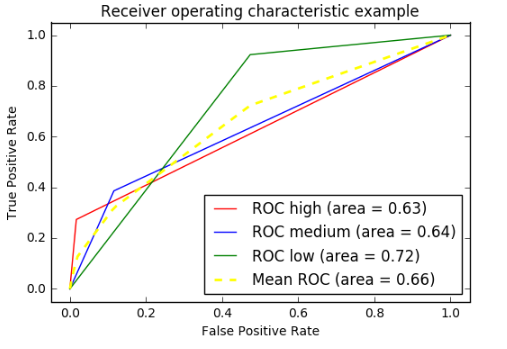 Receiver operating characteristic example
True Positive Rate
1.0
0.8
0.6
0.4
0.2
0.0
ROC high (area = 0.63)
ROC medium (area = 0.64)
ROC low (area = 0.72)
Mean ROC (area = 0.66)
0.0 0.2 0.4 0.6 0.8 1.0
False Positive Rate